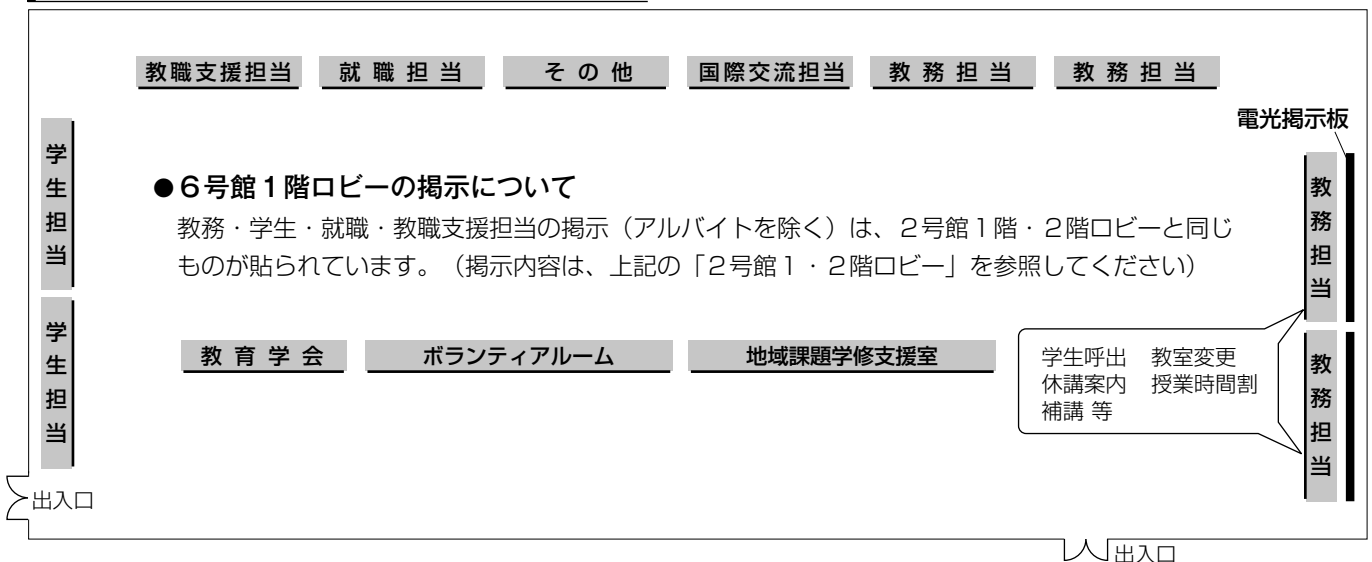 教職支援担当 就職担当 その他 国際交流担当 教務担当 教務担当
電光掲示板
学生担当
学生担当
●6号館1階ロビーの掲示について
教務・学生・就職・教職支援担当の掲示（アルバイトを除く）は、2号館1階・2階ロビーと同じ
ものが貼られています。（掲示内容は、上記の「2号館1・2階ロビー」を参照してください）
教務担当
教務担当
教育学会 ボランティアルーム 地域課題学修支援室
学生呼出 教室変更
休講案内 授業時間割
補講 等
出入口
出入口